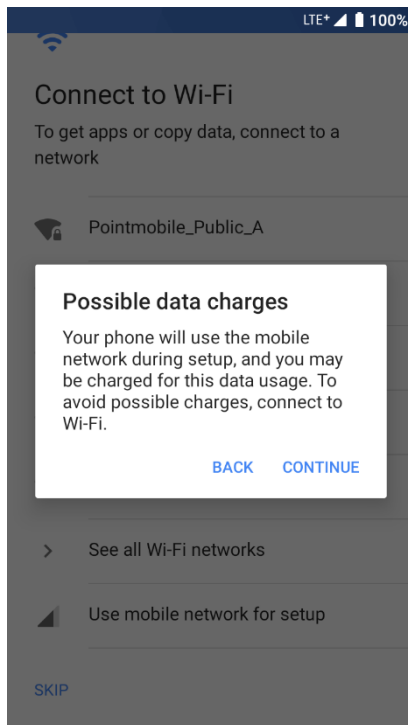 LTE+ 100%
Connect to Wi-Fi
To get apps or copy data, connect to a
network
Pointmobile_Public_A
Possible data charges
Your phone will use the mobile
network during setup, and you may
be charged for this data usage. To
avoid possible charges, connect to
Wi-Fi.
BACK CONTINUE
See all Wi-Fi networks
Use mobile network for setup
SKIP